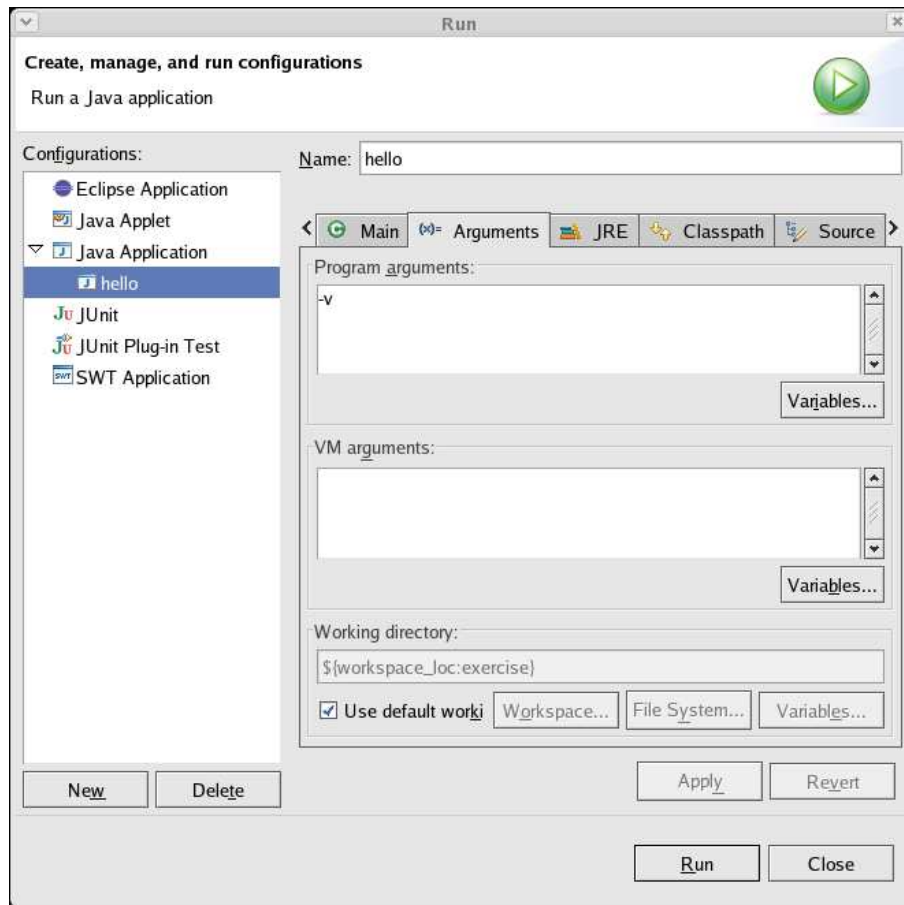 Run
Create, manage, and run configurations
Run a Java application
Configurations:
Eclipse Application
Java Applet
Java Application
hello
JUnit
JUnit Plug-in Test
SWT Application
New Delete
Name: hello
Main (x)= Arguments JRE Classpath Source
Program arguments:
-v
Variables...
VM arguments:
Variables...
Working directory:
${workspace_loc:exercise}
Use default worki Workspace... File System... Variables...
Apply Revert
Run Close